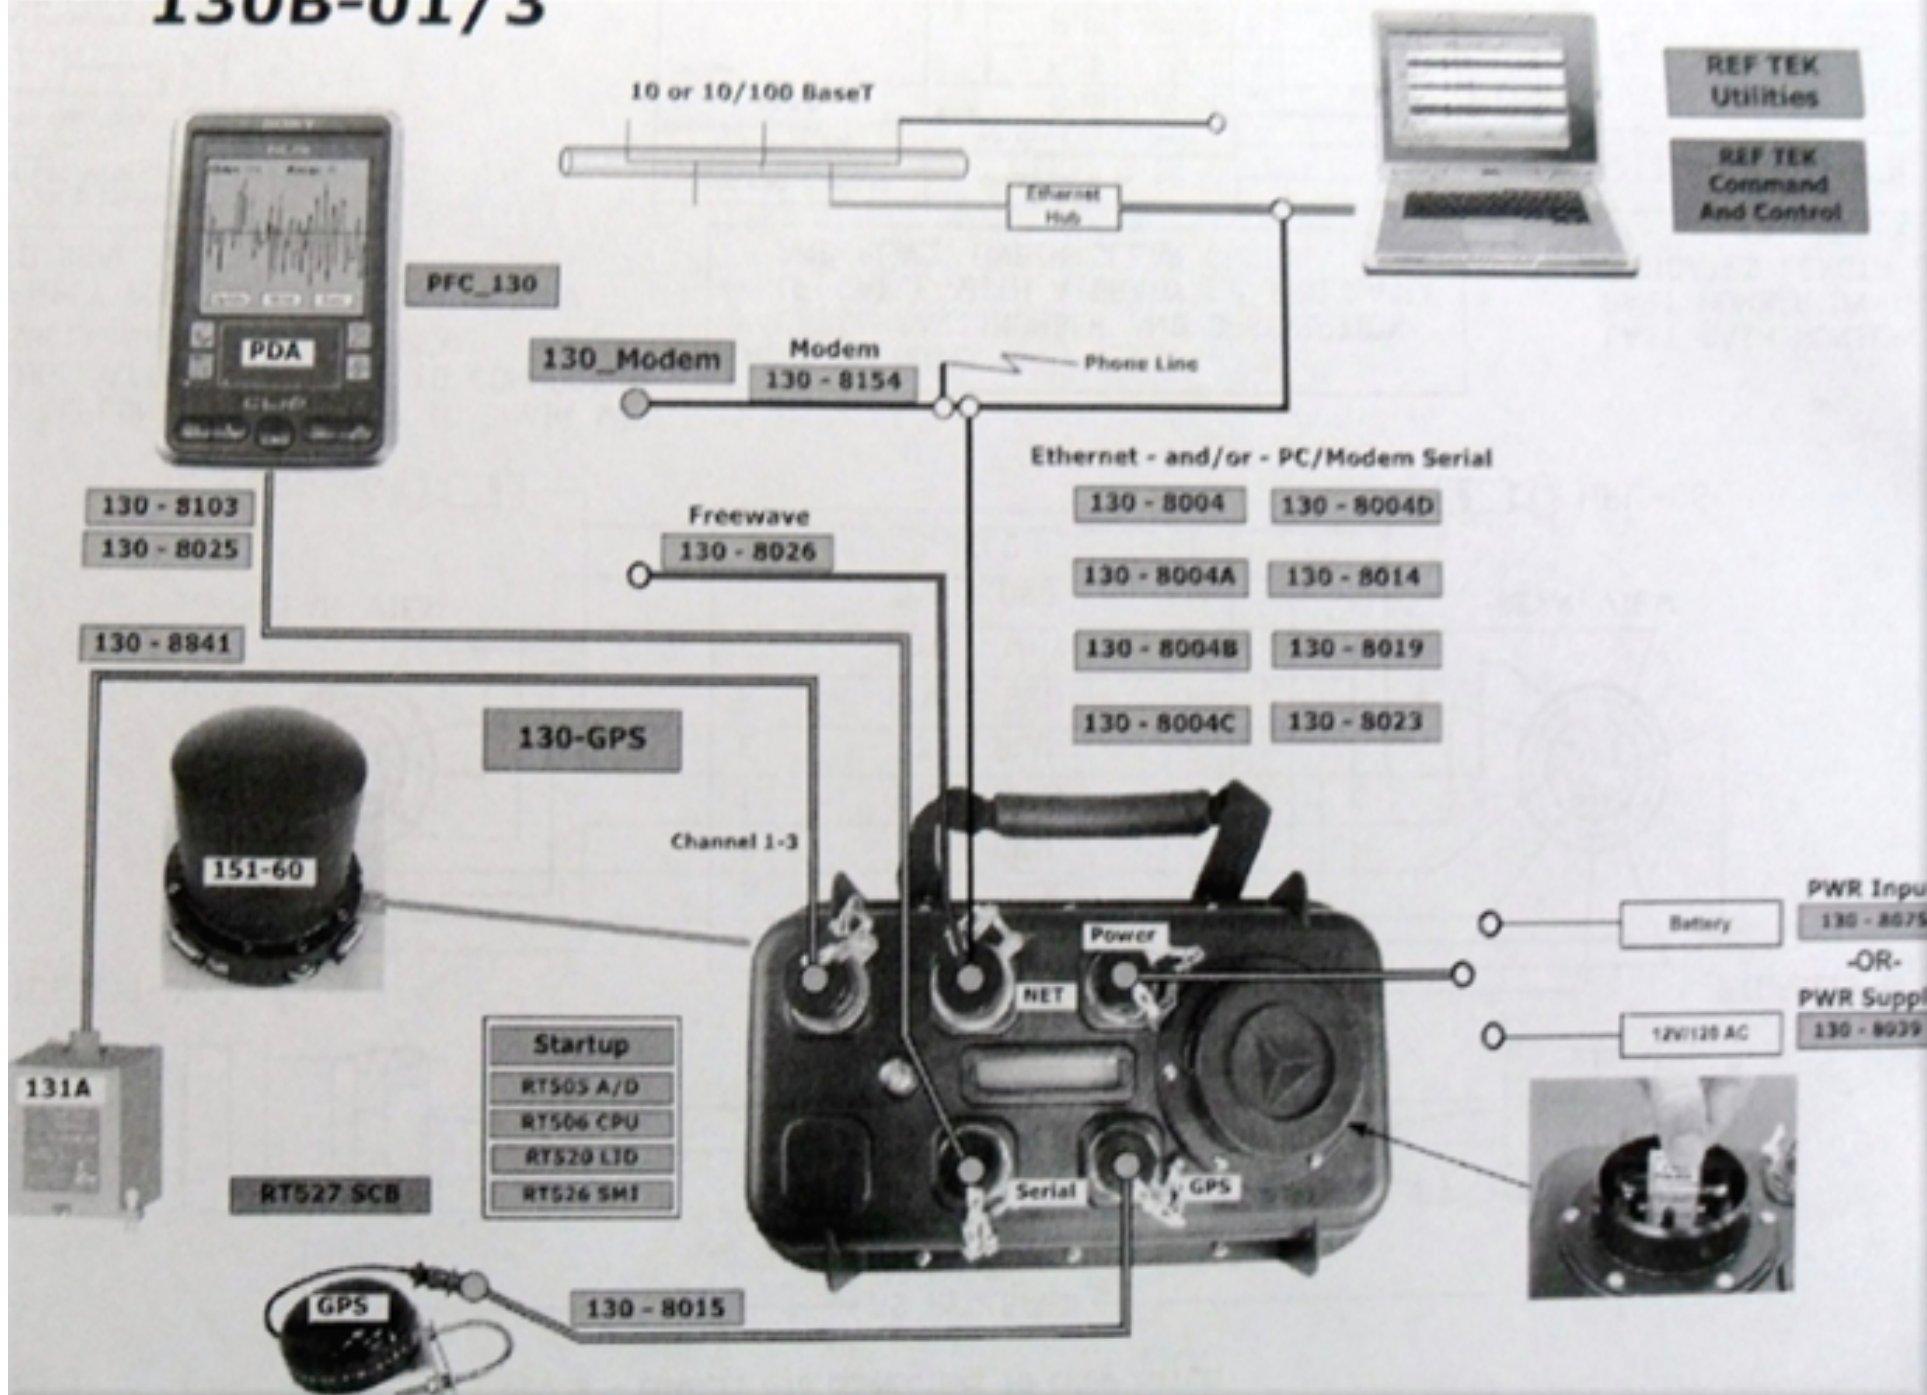 130B-01/3
REF TEK
Utilities
REF TEK
Command
And Control
10 or 10/100 BaseT
Ethernet
Hub
SONY
PFC_130
PDA
CLIE
130_Modem
Modem
130 - 8154
Phone Line
Ethernet - and/or - PC/Modem Serial
130 - 8004
130 - 8004D
130 - 8004A
130 - 8014
130 - 8004B
130 - 8019
130 - 8004C
130 - 8023
130 - 8103
130 - 8025
Freewave
130 - 8026
130 - 8841
130-GPS
Channel 1-3
151-60
Power
NET
Serial
GPS
PWR Inpu
Battery
130 - 8075
-OR-
PWR Suppl
12V/120 AC
130 - 8039
131A
Startup
RT505 A/D
RT506 CPU
RT520 LID
RT526 SMI
RT527 SCB
GPS
130 - 8015